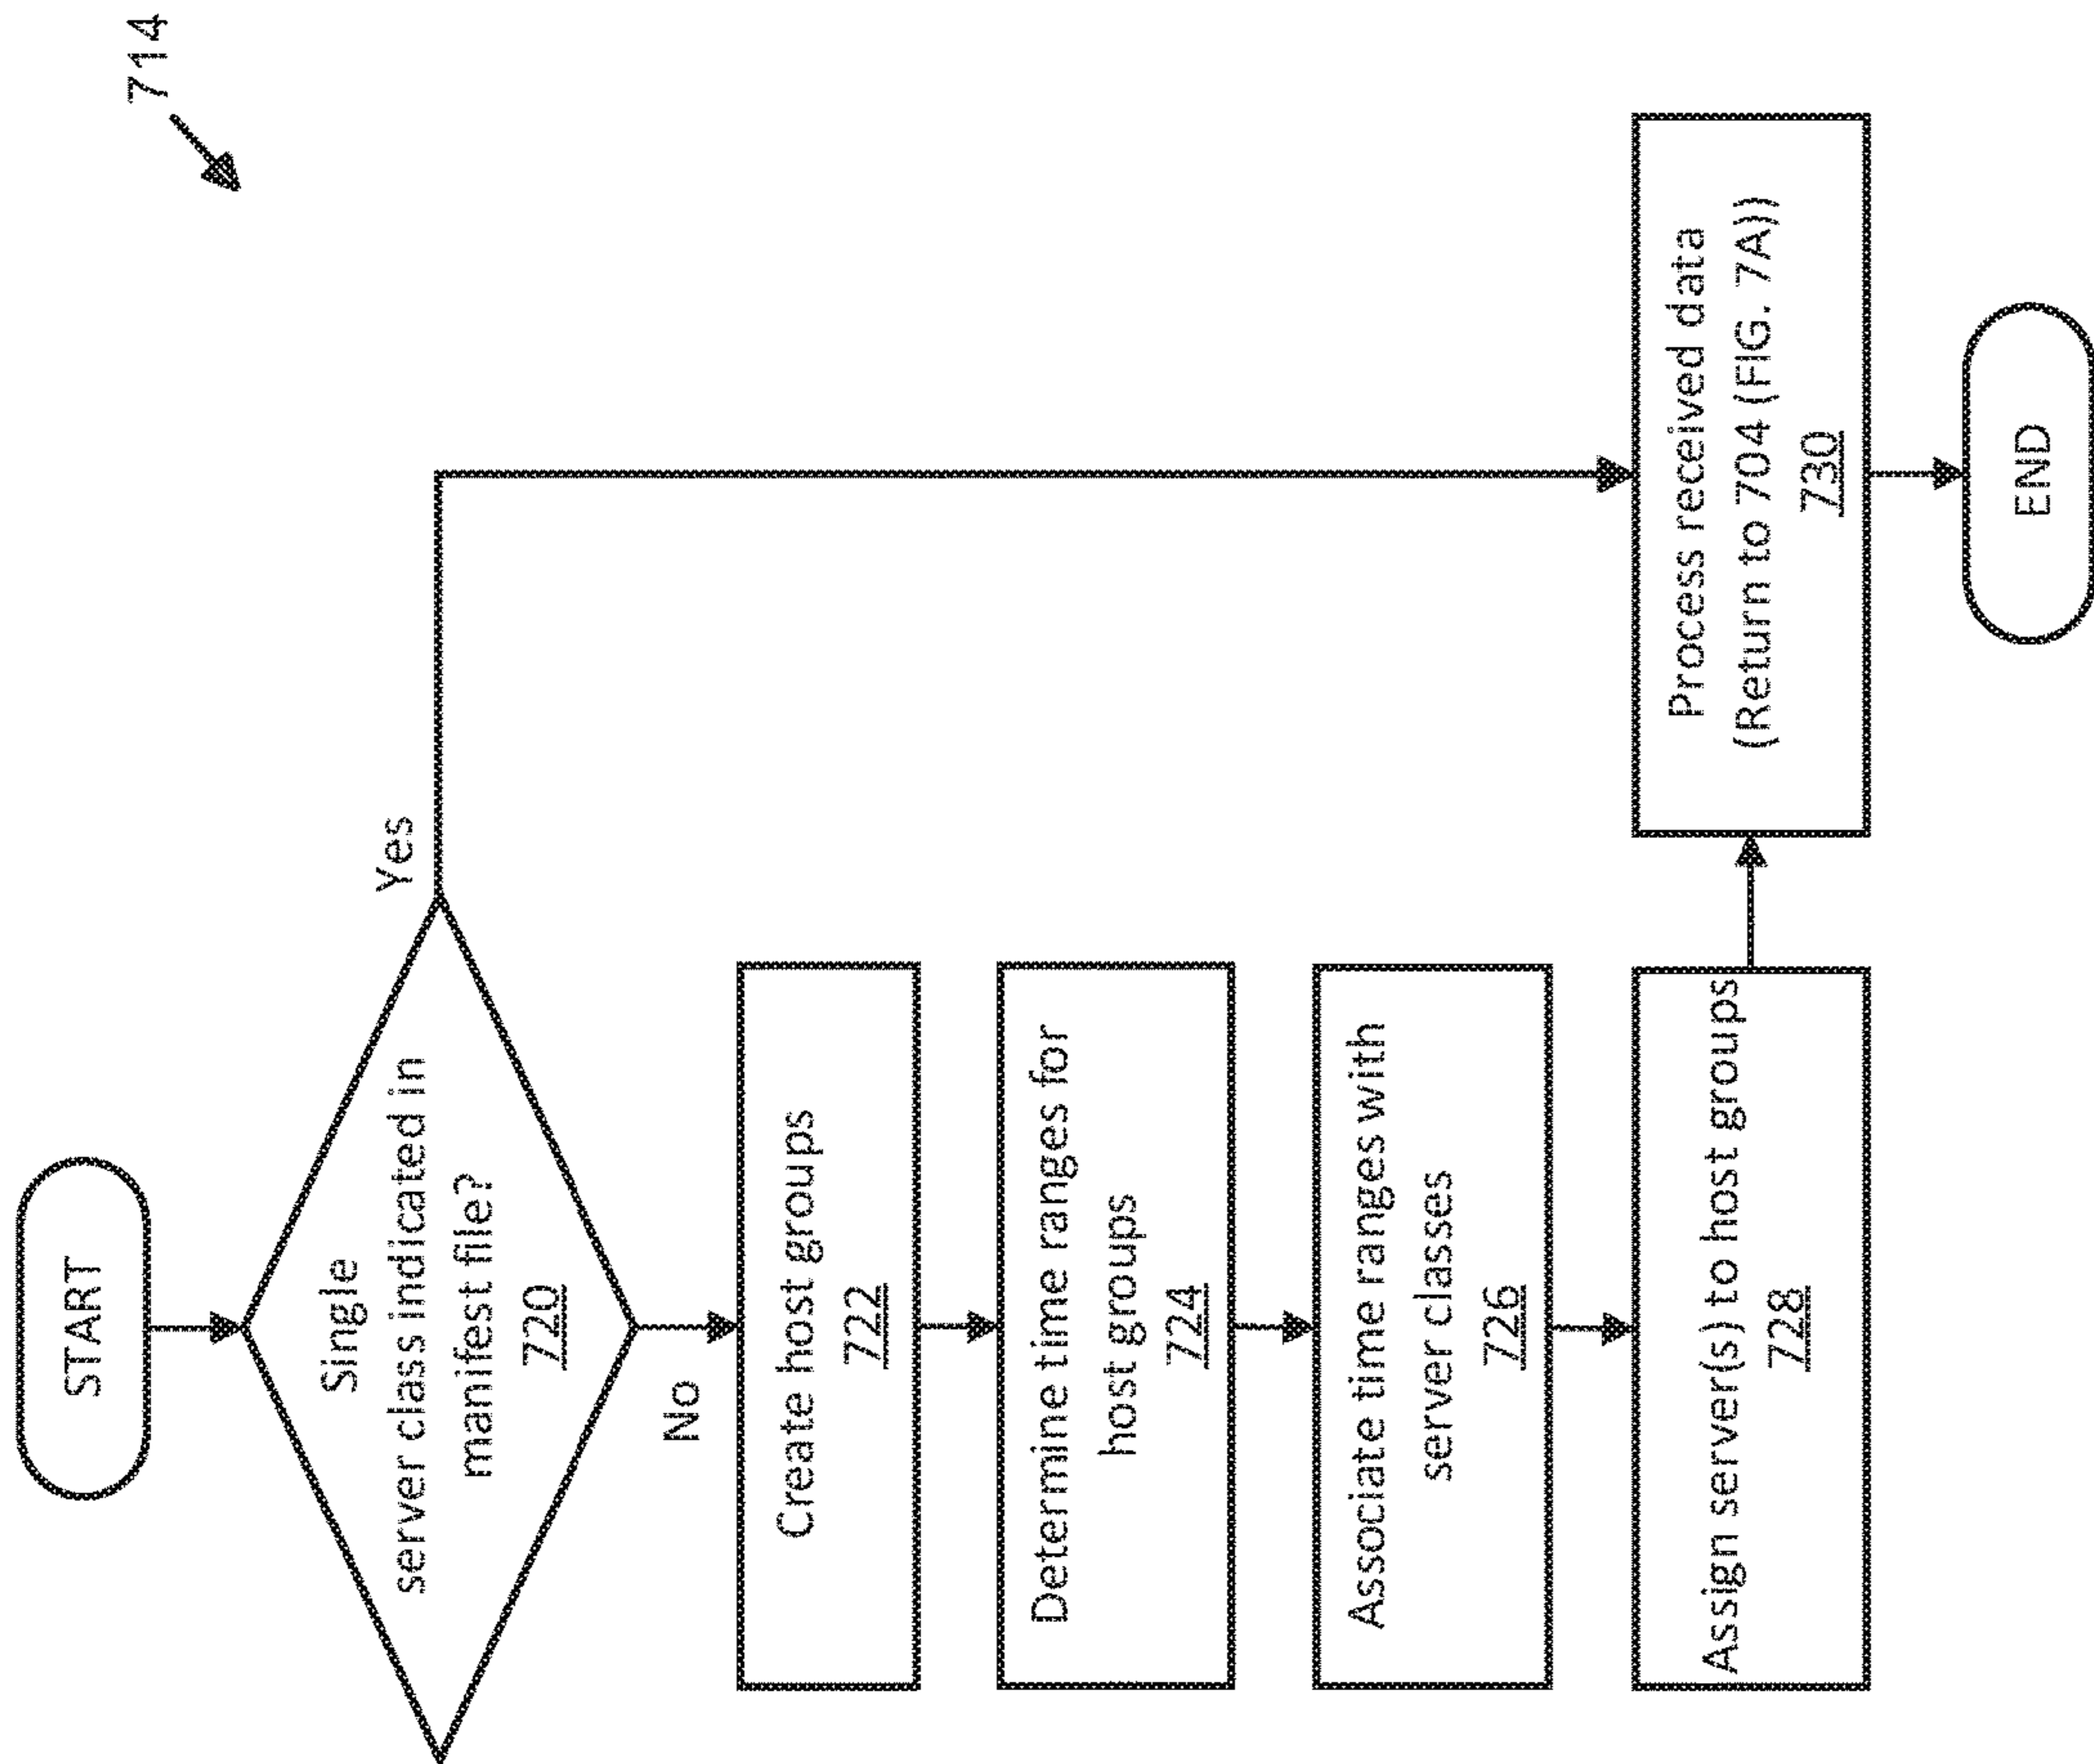 714
START
Single
server class indicated in
manifest file?
720
Yes
No
Create host groups
722
Determine time ranges for
host groups
724
Associate time ranges with
server classes
726
Assign server(s) to host groups
728
Process received data
(Return to 704 (FIG. 7A))
730
END